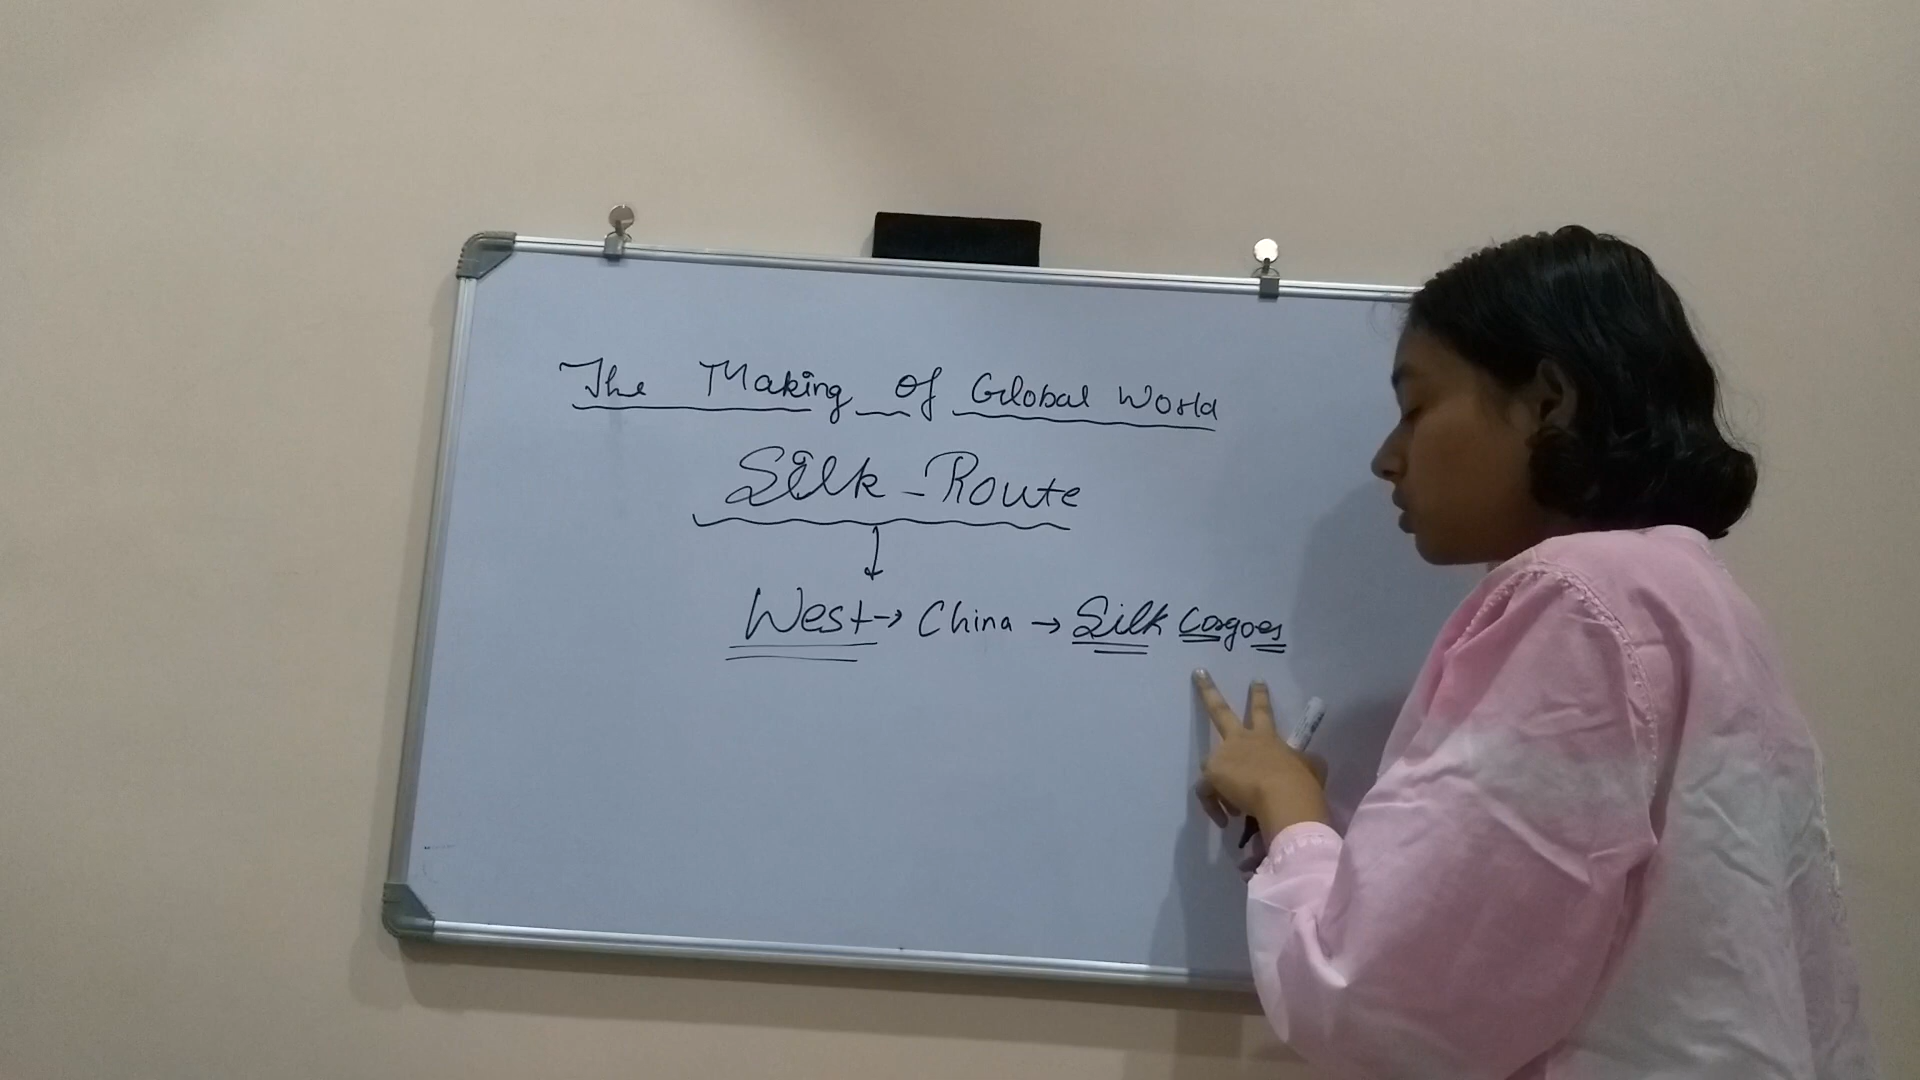 The Making Of Global World
Silk-Route
West → China → Silk Cargoes